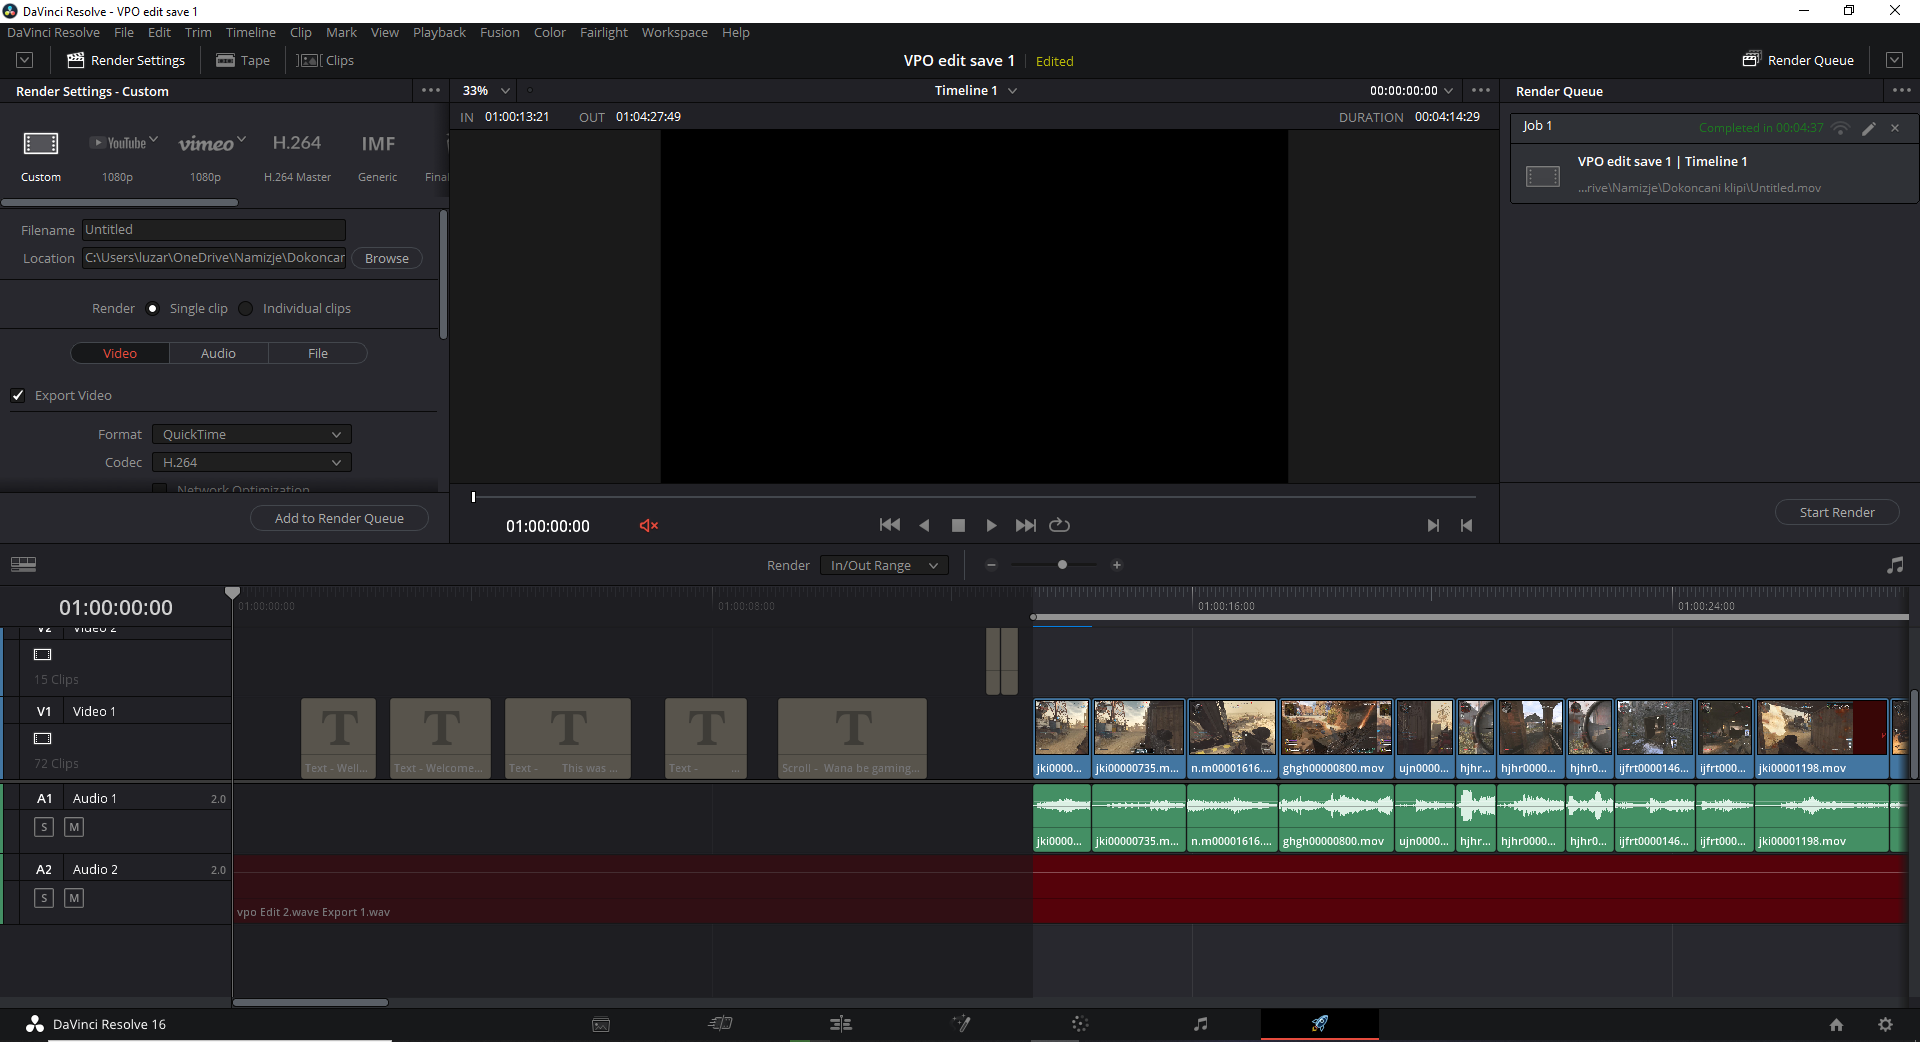 DaVinci Resolve - VPO edit save 1
DaVinci Resolve File Edit Trim Timeline Clip Mark View Playback Fusion Color Fairlight Workspace Help
Render Settings Tape Clips VPO edit save 1 Edited Render Queue
Render Settings - Custom 33% Timeline 1 00:00:00:00 Render Queue
IN 01:00:13:21 OUT 01:04:27:49 DURATION 00:04:14:29
Job 1 Completed in 00:04:37
VPO edit save 1 | Timeline 1
...rive\Namizje\Dokoncani klipi\Untitled.mov
YouTube vimeo H.264 IMF
Custom 1080p 1080p H.264 Master Generic Final
Filename Untitled
Location C:\Users\luzar\OneDrive\Namizje\Dokoncar Browse
Render Single clip Individual clips
Video Audio File
Export Video
Format QuickTime
Codec H.264
Network Optimization
Add to Render Queue
01:00:00:00
Start Render
Render In/Out Range
01:00:00:00 01:00:00:00 01:00:08:00 01:00:16:00 01:00:24:00
V2 Video 2
15 Clips
V1 Video 1
72 Clips
T T T T T
Text - Well... Text - Welcome... Text - This was ... Text - ... Scroll - Wana be gaming...
jki0000... jki00000735.m... n.m00001616.... ghgh00000800.mov ujn0000... hjhr... hjhr0000... hjhr0... ijfrt0000146... ijfrt000... jki00001198.mov
A1 Audio 1 2.0
S M
jki0000... jki00000735.m... n.m00001616.... ghgh00000800.mov ujn0000... hjhr... hjhr0000... hjhr0... ijfrt0000146... ijfrt000... jki00001198.mov
A2 Audio 2 2.0
S M
vpo Edit 2.wave Export 1.wav
DaVinci Resolve 16